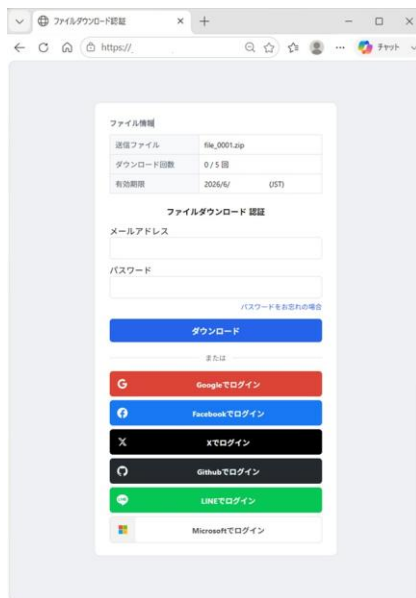 ファイルダウンロード認証
https://
チャット
ファイル情報
送信ファイル file_0001.zip
ダウンロード回数 0 / 5 回
有効期限 2026/6/ (JST)
ファイルダウンロード 認証
メールアドレス
パスワード
パスワードをお忘れの場合
ダウンロード
または
Googleでログイン
Facebookでログイン
Xでログイン
Githubでログイン
LINE
LINEでログイン
Microsoftでログイン